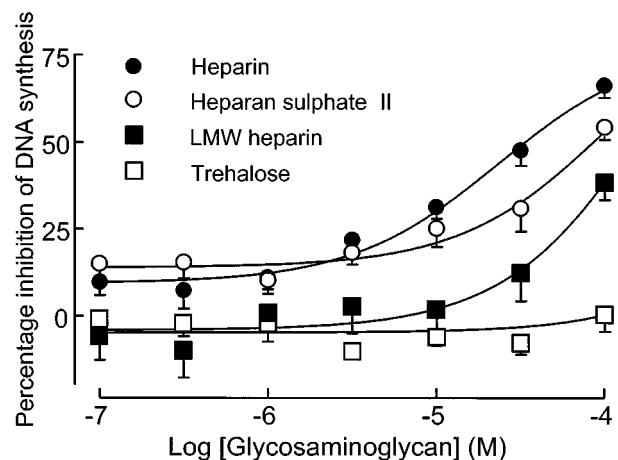 Percentage inhibition of DNA synthesis
75
50
25
0
Heparin
Heparan sulphate II
LMW heparin
Trehalose
-7
-6
-5
-4
Log [Glycosaminoglycan] (M)